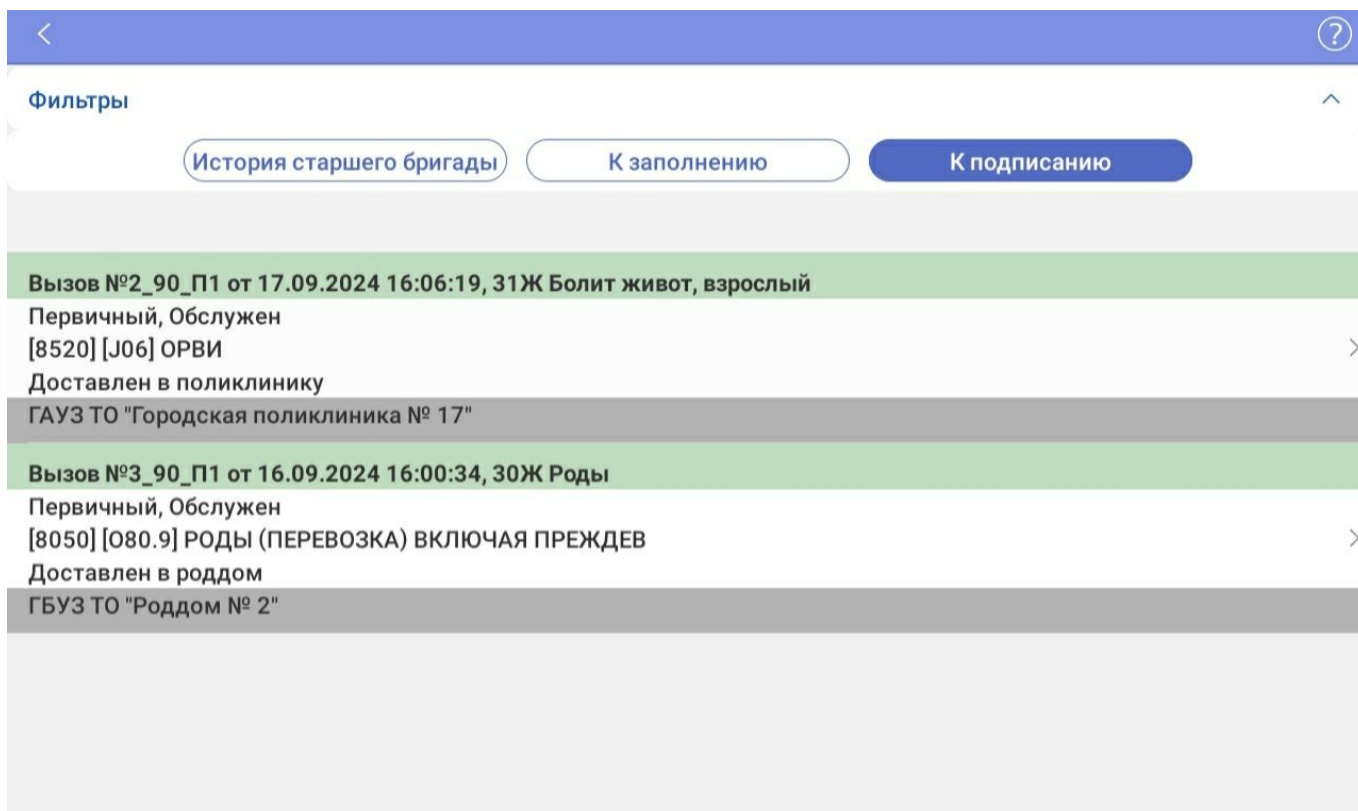 ?
Фильтры
История старшего бригады К заполнению К подписанию
Вызов №2_90_П1 от 17.09.2024 16:06:19, 31Ж Болит живот, взрослый
Первичный, Обслужен
[8520] [J06] ОРВИ
Доставлен в поликлинику
ГАУЗ ТО "Городская поликлиника № 17"
Вызов №3_90_П1 от 16.09.2024 16:00:34, 30Ж Роды
Первичный, Обслужен
[8050] [O80.9] РОДЫ (ПЕРЕВОЗКА) ВКЛЮЧАЯ ПРЕЖДЕВ
Доставлен в роддом
ГБУЗ ТО "Роддом № 2"